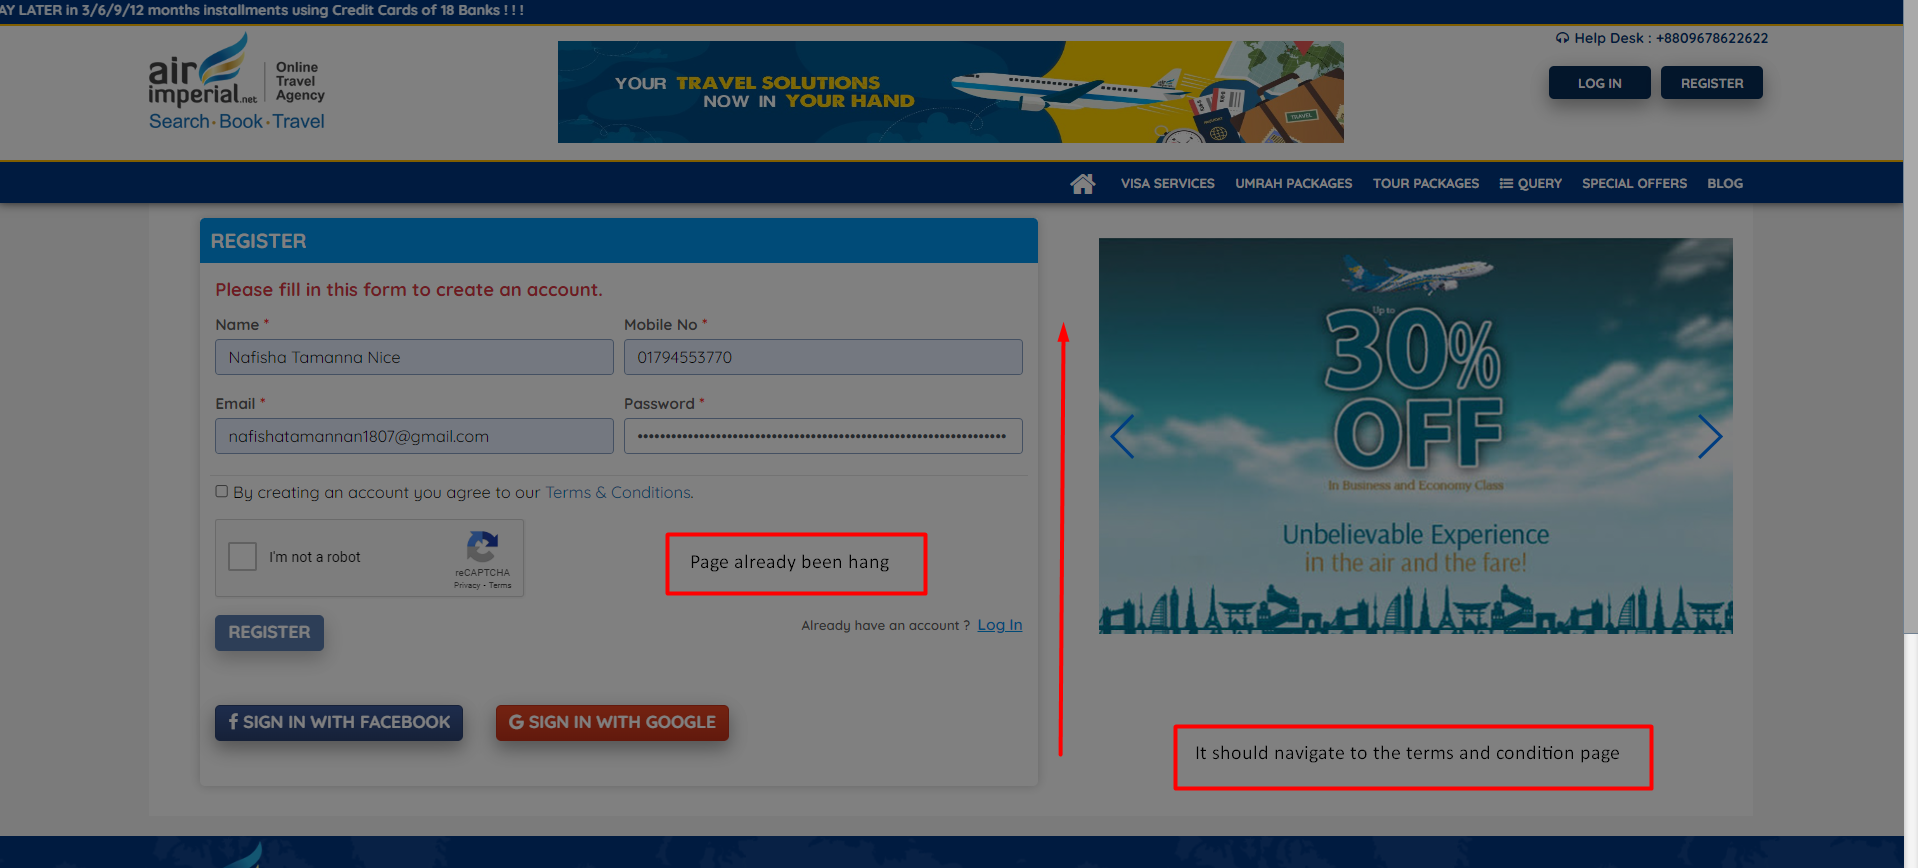 AY LATER in 3/6/9/12 months installments using Credit Cards of 18 Banks ! ! !
air imperial.net
Online
Travel
Agency
Search · Book · Travel
YOUR TRAVEL SOLUTIONS
NOW IN YOUR HAND
TRAVEL
Help Desk : +8809678622622
LOG IN
REGISTER
VISA SERVICES
UMRAH PACKAGES
TOUR PACKAGES
QUERY
SPECIAL OFFERS
BLOG
REGISTER
Please fill in this form to create an account.
Name *
Mobile No *
Nafisha Tamanna Nice
01794553770
Email *
Password *
nafishatamannan1807@gmail.com
By creating an account you agree to our Terms & Conditions.
I'm not a robot
reCAPTCHA
Privacy - Terms
Page already been hang
REGISTER
Already have an account ? Log In
SIGN IN WITH FACEBOOK
SIGN IN WITH GOOGLE
Up to
30%
OFF
In Business and Economy Class
Unbelievable Experience
in the air and the fare!
It should navigate to the terms and condition page